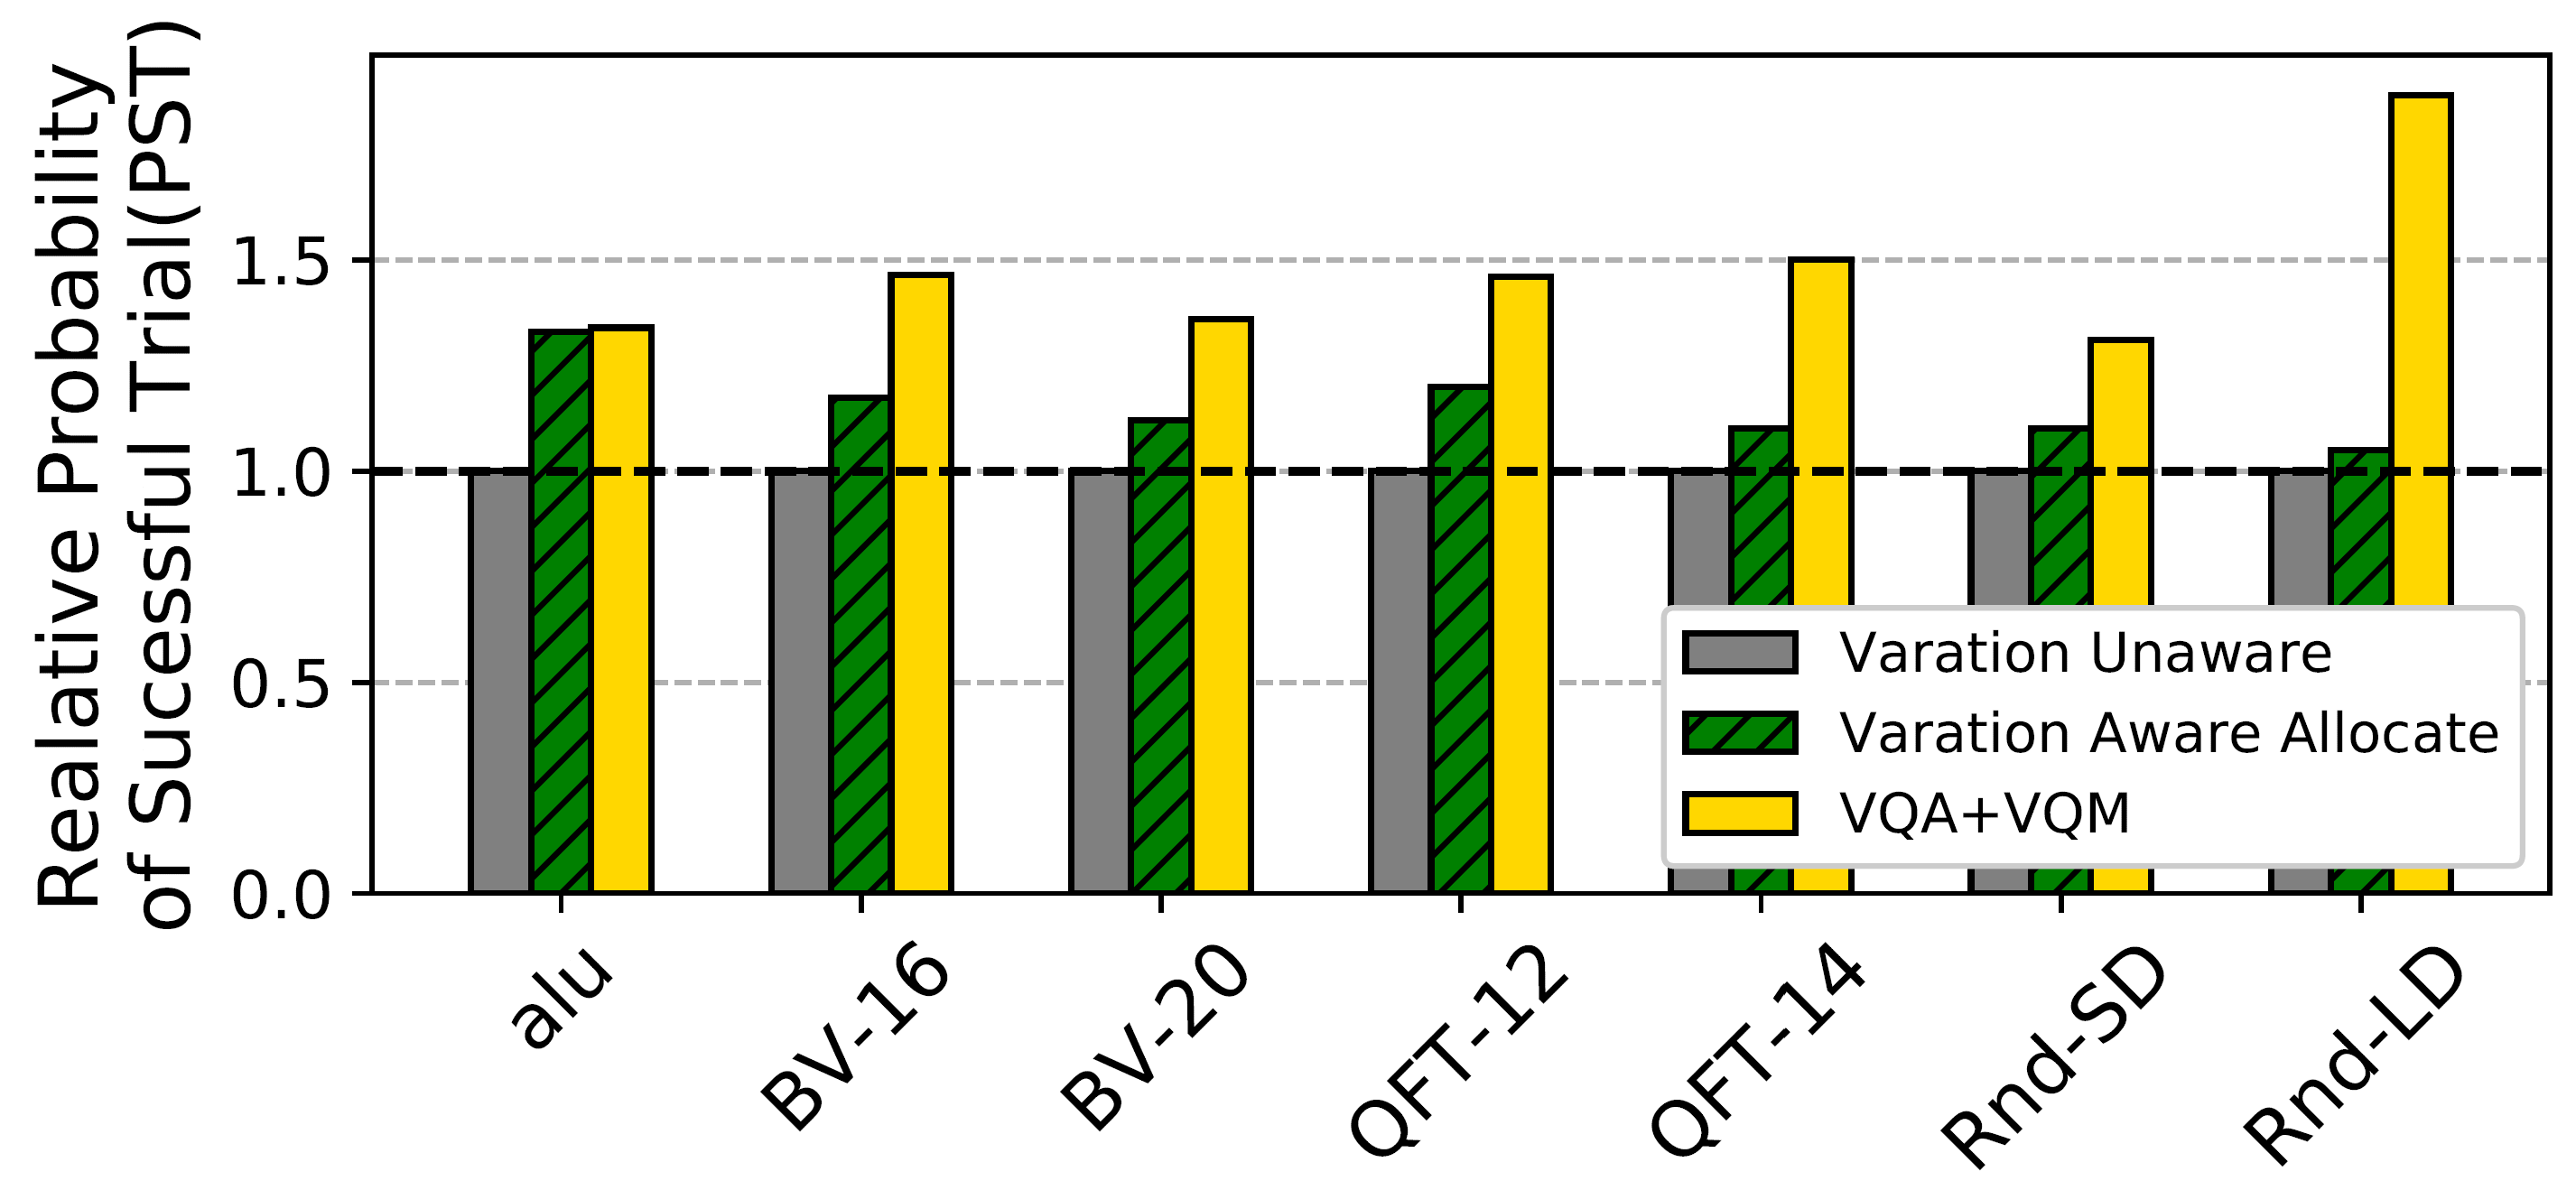 Realative Probability
of Successful Trial(PST)
1.5
1.0
0.5
0.0
Varation Unaware
Varation Aware Allocate
VQA+VQM
alu
BV-16
BV-20
QFT-12
QFT-14
Rnd-SD
Rnd-LD